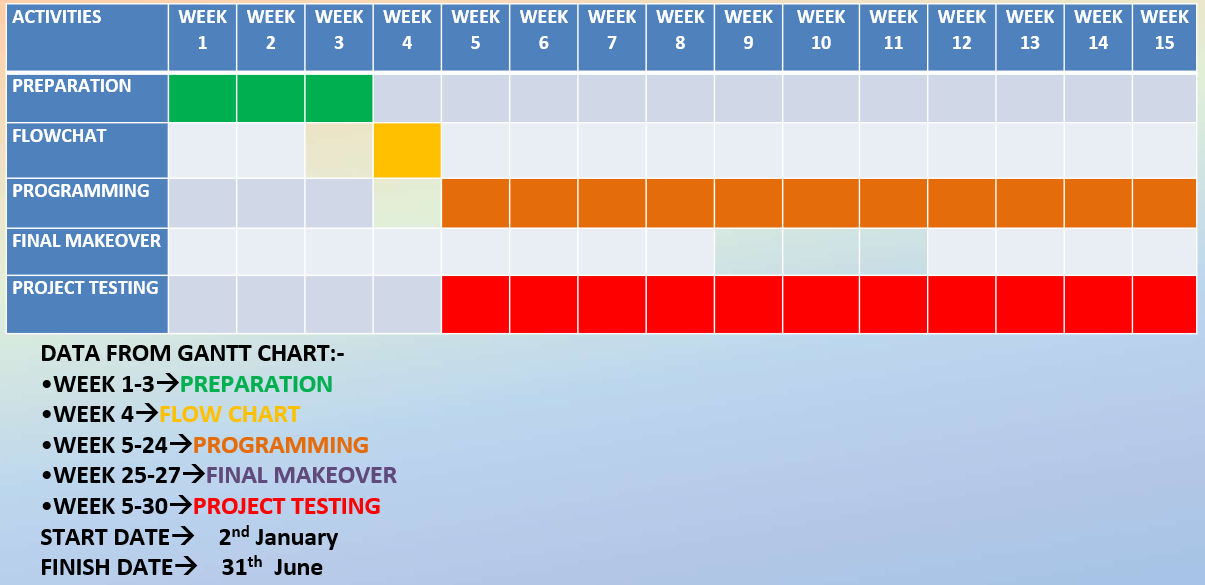 ACTIVITIES WEEK 1 WEEK 2 WEEK 3 WEEK 4 WEEK 5 WEEK 6 WEEK 7 WEEK 8 WEEK 9 WEEK 10 WEEK 11 WEEK 12 WEEK 13 WEEK 14 WEEK 15
PREPARATION
FLOWCHAT
PROGRAMMING
FINAL MAKEOVER
PROJECT TESTING
DATA FROM GANTT CHART:-
•WEEK 1-3→PREPARATION
•WEEK 4→FLOW CHART
•WEEK 5-24→PROGRAMMING
•WEEK 25-27→FINAL MAKEOVER
•WEEK 5-30→PROJECT TESTING
START DATE→ 2nd January
FINISH DATE→ 31th June